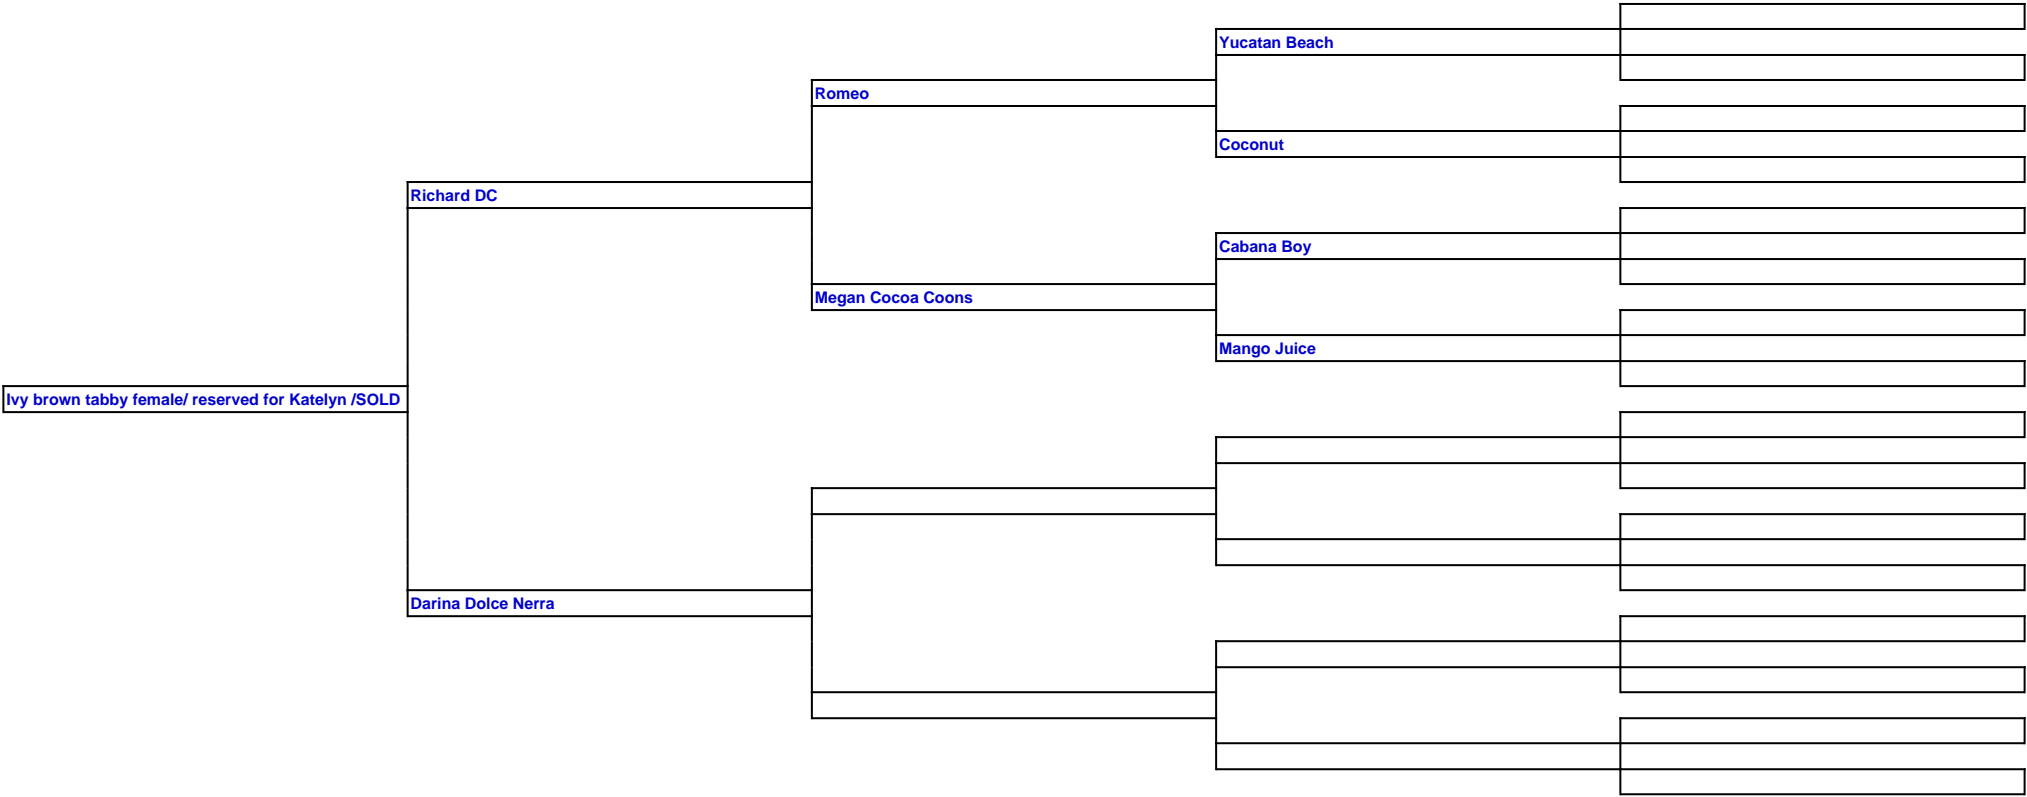 Yucatan Beach
Romeo
Coconut
Richard DC
Cabana Boy
Megan Cocoa Coons
Mango Juice
Ivy brown tabby female/ reserved for Katelyn /SOLD
Darina Dolce Nerra